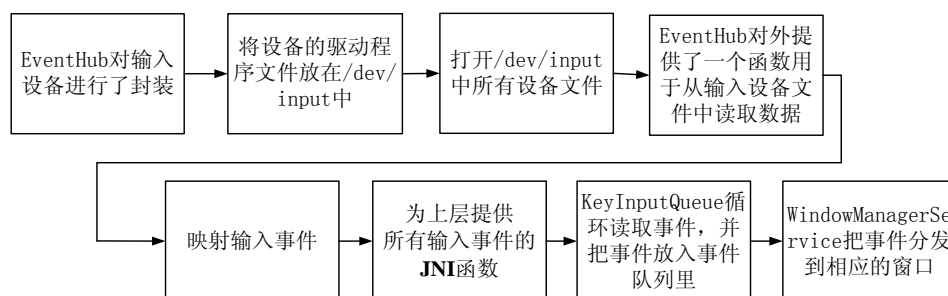 EventHub对输入
设备进行了封装
将设备的驱动程
序文件放在/dev/
input中
打开/dev/input
中所有设备文件
EventHub对外提
供了一个函数用
于从输入设备文
件中读取数据
映射输入事件
为上层提供
所有输入事件的
JNI函数
KeyInputQueue循
环读取事件，并
把事件放入事件
队列里
WindowManagerSe
rvice把事件分发
到相应的窗口